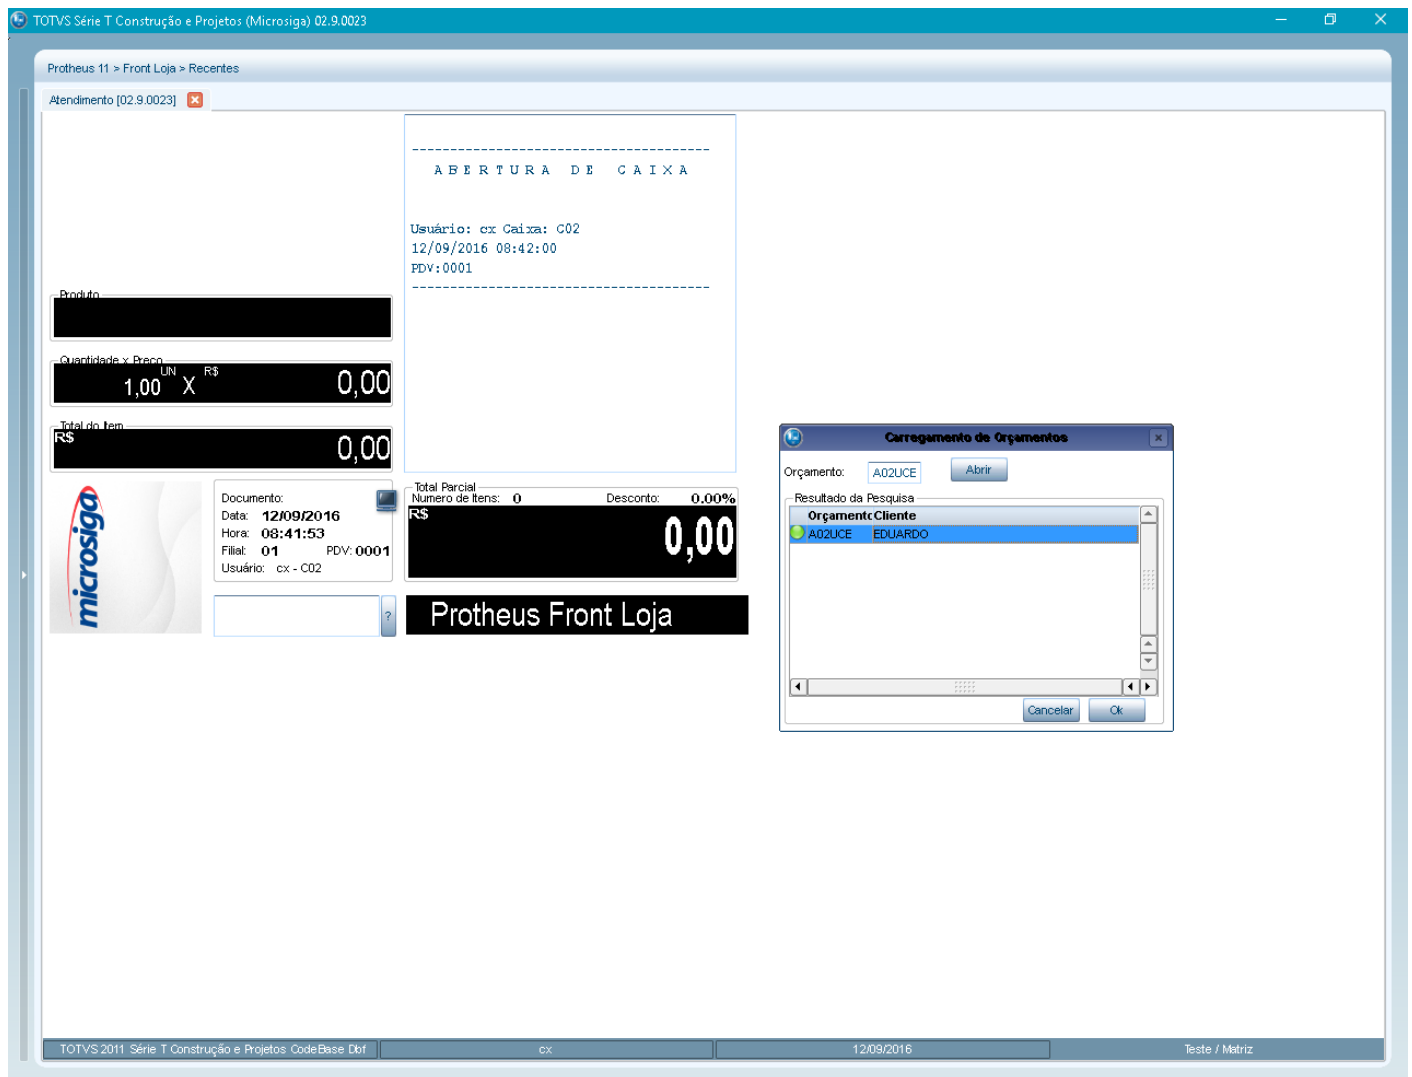 TOTVS Série T Construção e Projetos (Microsiga) 02.9.0023
Protheus 11 > Front Loja > Recentes
Atendimento [02.9.0023]
---------------------------------------
A B E R T U R A   D E   C A I X A
Usuário: cx Caixa: C02
12/09/2016 08:42:00
PDV:0001
---------------------------------------
Produto
Quantidade x Preço
1,00 UN X R$ 0,00
Total do Item
R$ 0,00
microsiga
Documento:
Data: 12/09/2016
Hora: 08:41:53
Filial: 01 PDV: 0001
Usuário: cx - C02
?
Total Parcial
Numero de Itens: 0 Desconto: 0,00%
R$ 0,00
Protheus Front Loja
Carregamento de Orçamentos
Orçamento: A02UCE Abrir
Resultado da Pesquisa
Orçamento Cliente
A02UCE EDUARDO
Cancelar Ok
TOTVS 2011 Série T Construção e Projetos CodeBase Dbf cx 12/09/2016 Teste / Matriz